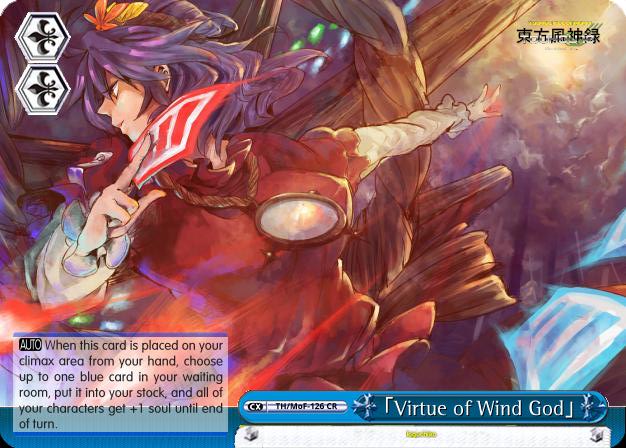 東方風神録
AUTO When this card is placed on your
climax area from your hand, choose
up to one blue card in your waiting
room, put it into your stock, and all of
your characters get +1 soul until end
of turn.
CX TH/MoF-126 CR
「Virtue of Wind God」